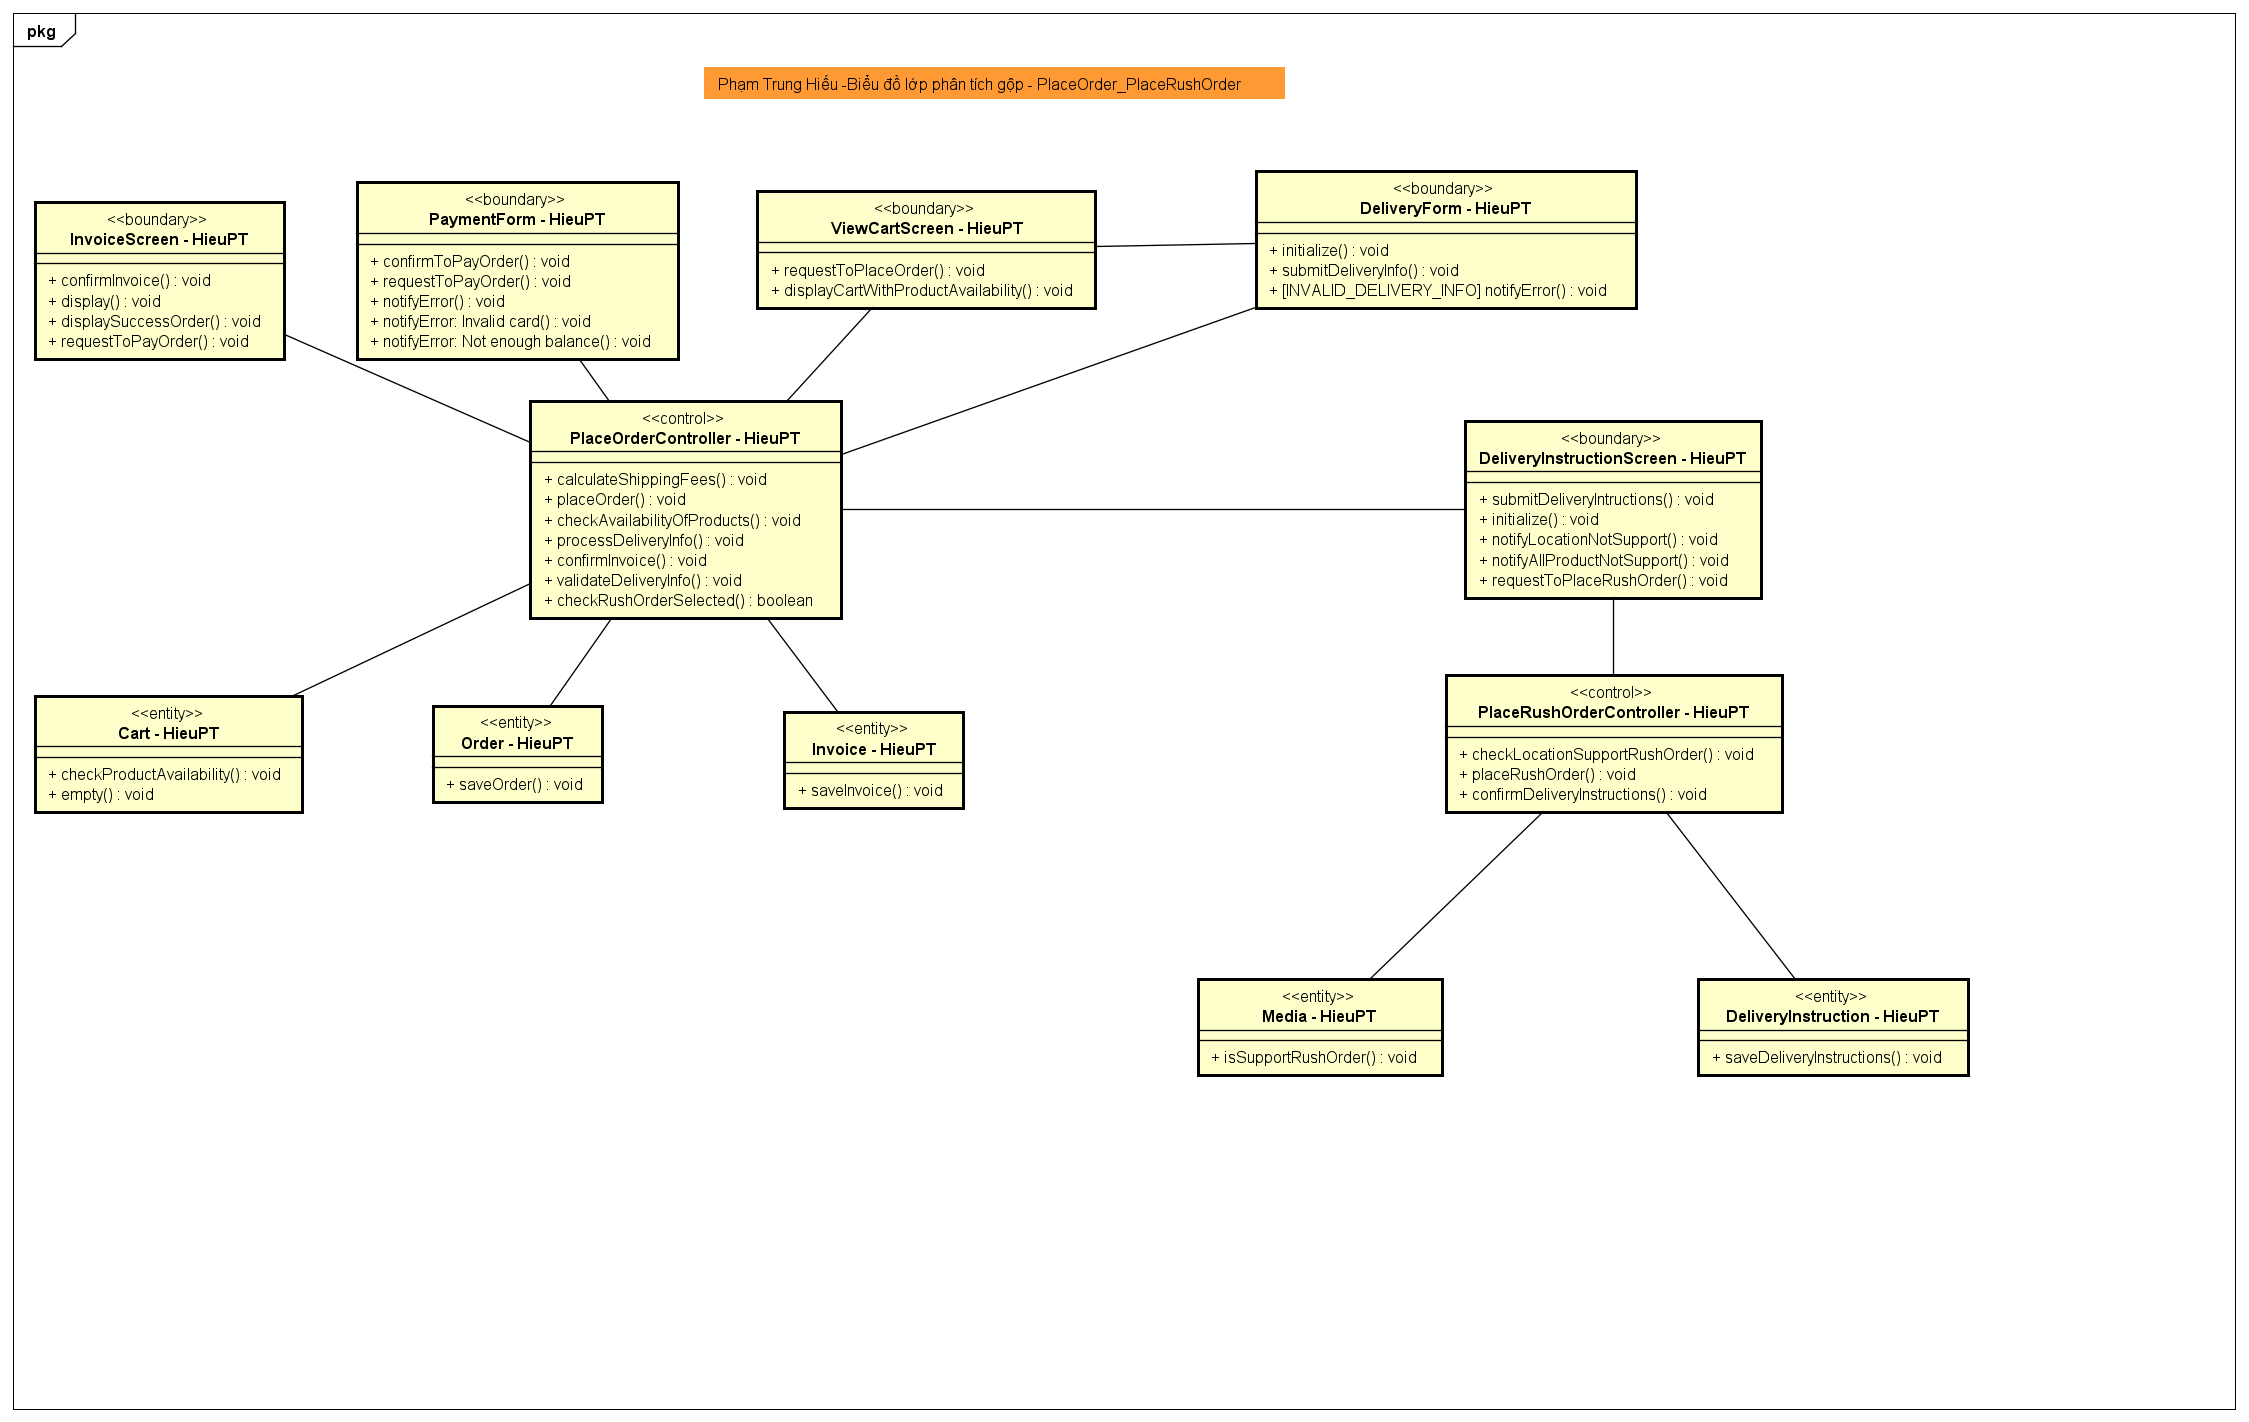 pkg
Phạm Trung Hiếu -Biểu đồ lớp phân tích gộp - PlaceOrder_PlaceRushOrder
<<boundary>>
InvoiceScreen - HieuPT
+ confirmInvoice() : void
+ display() : void
+ displaySuccessOrder() : void
+ requestToPayOrder() : void
<<boundary>>
PaymentForm - HieuPT
+ confirmToPayOrder() : void
+ requestToPayOrder() : void
+ notifyError() : void
+ notifyError: Invalid card() : void
+ notifyError: Not enough balance() : void
<<boundary>>
ViewCartScreen - HieuPT
+ requestToPlaceOrder() : void
+ displayCartWithProductAvailability() : void
<<boundary>>
DeliveryForm - HieuPT
+ initialize() : void
+ submitDeliveryInfo() : void
+ [INVALID_DELIVERY_INFO] notifyError() : void
<<control>>
PlaceOrderController - HieuPT
+ calculateShippingFees() : void
+ placeOrder() : void
+ checkAvailabilityOfProducts() : void
+ processDeliveryInfo() : void
+ confirmInvoice() : void
+ validateDeliveryInfo() : void
+ checkRushOrderSelected() : boolean
<<boundary>>
DeliveryInstructionScreen - HieuPT
+ submitDeliveryIntructions() : void
+ initialize() : void
+ notifyLocationNotSupport() : void
+ notifyAllProductNotSupport() : void
+ requestToPlaceRushOrder() : void
<<entity>>
Cart - HieuPT
+ checkProductAvailability() : void
+ empty() : void
<<entity>>
Order - HieuPT
+ saveOrder() : void
<<entity>>
Invoice - HieuPT
+ saveInvoice() : void
<<control>>
PlaceRushOrderController - HieuPT
+ checkLocationSupportRushOrder() : void
+ placeRushOrder() : void
+ confirmDeliveryInstructions() : void
<<entity>>
Media - HieuPT
+ isSupportRushOrder() : void
<<entity>>
DeliveryInstruction - HieuPT
+ saveDeliveryInstructions() : void